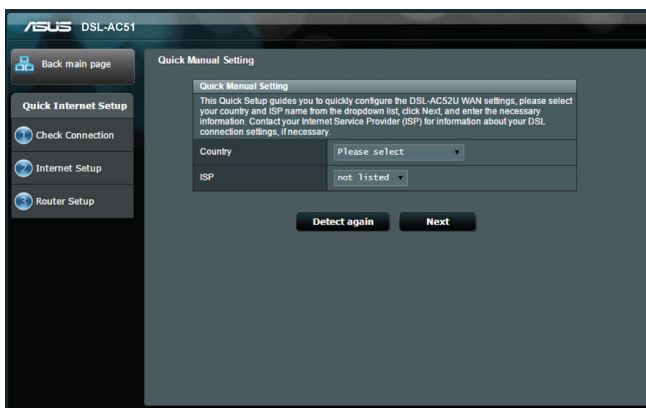 ASUS DSL-AC51
Back main page
Quick Internet Setup
1 Check Connection
2 Internet Setup
3 Router Setup
Quick Manual Setting
Quick Manual Setting
This Quick Setup guides you to quickly configure the DSL-AC52U WAN settings, please select
your country and ISP name from the dropdown list, click Next, and enter the necessary
information. Contact your Internet Service Provider (ISP) for information about your DSL
connection settings, if necessary.
Country Please select
ISP not listed
Detect again Next